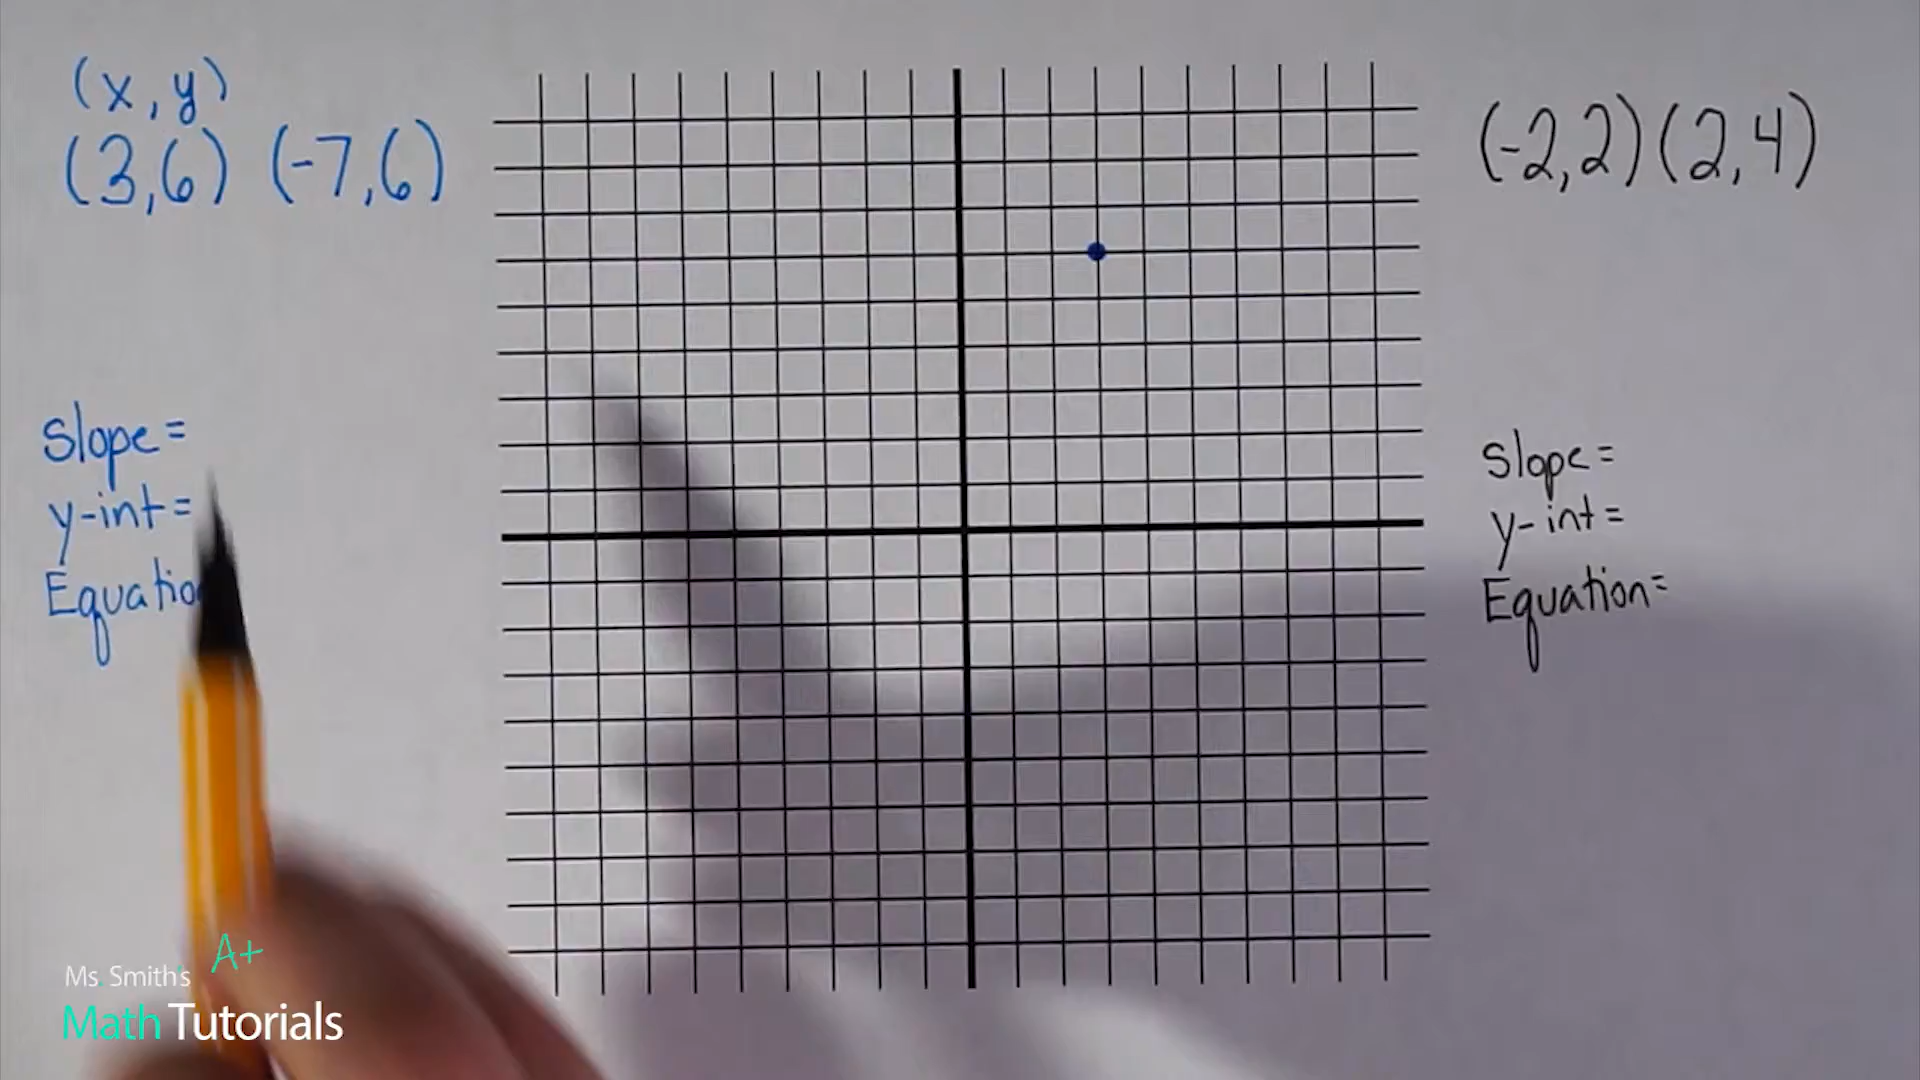 (x,y)
(3,6) (-7,6)
Slope =
y-int =
(-2,2) (2,4)
Slope =
y-int =
Equation=
A+
Ms. Smith's
Math Tutorials